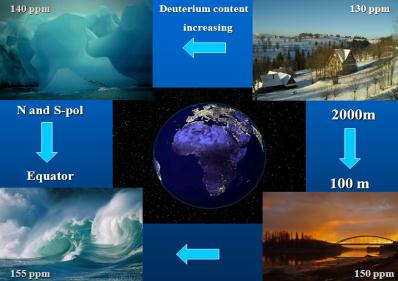 140 ppm
Deuterium content
increasing
130 ppm
N and S-pol
2000m
Equator
100 m
155 ppm
150 ppm